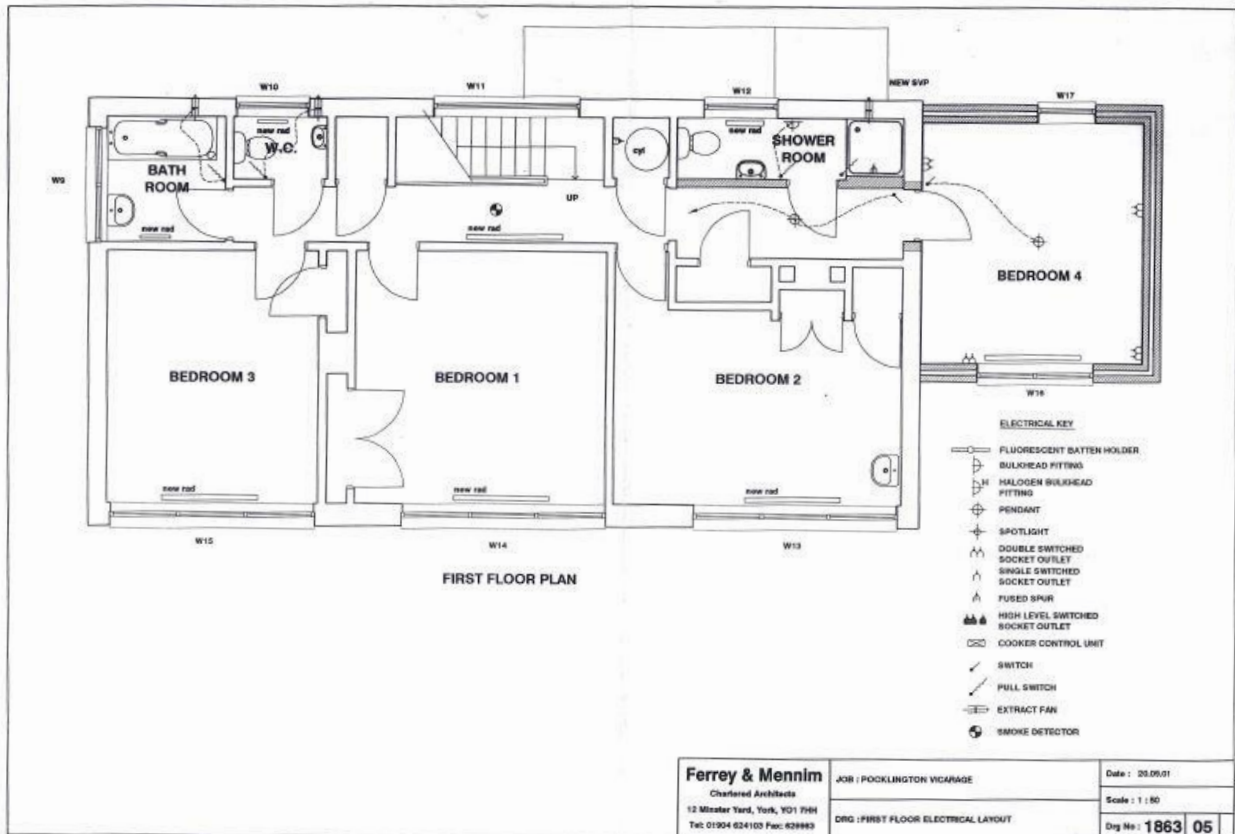 W10
W11
W12
NEW SVP
W17
new rad
W.C.
new rad
cyl
SHOWER
ROOM
BATH
ROOM
W9
UP
new rad
new rad
BEDROOM 4
BEDROOM 3
BEDROOM 1
BEDROOM 2
W16
new rad
new rad
new rad
W15
W14
W13
FIRST FLOOR PLAN
ELECTRICAL KEY
FLUORESCENT BATTEN HOLDER
BULKHEAD FITTING
H HALOGEN BULKHEAD
FITTING
PENDANT
SPOTLIGHT
DOUBLE SWITCHED
SOCKET OUTLET
SINGLE SWITCHED
SOCKET OUTLET
FUSED SPUR
HIGH LEVEL SWITCHED
SOCKET OUTLET
COOKER CONTROL UNIT
SWITCH
PULL SWITCH
EXTRACT FAN
SMOKE DETECTOR
Ferrey & Mennim
Chartered Architects
12 Minster Yard, York, YO1 7HH
Tel: 01904 624103 Fax:
JOB : POCKLINGTON VICARAGE
DRG : FIRST FLOOR ELECTRICAL LAYOUT
Date :
Scale : 1 : 50
Drg No : 1863 05